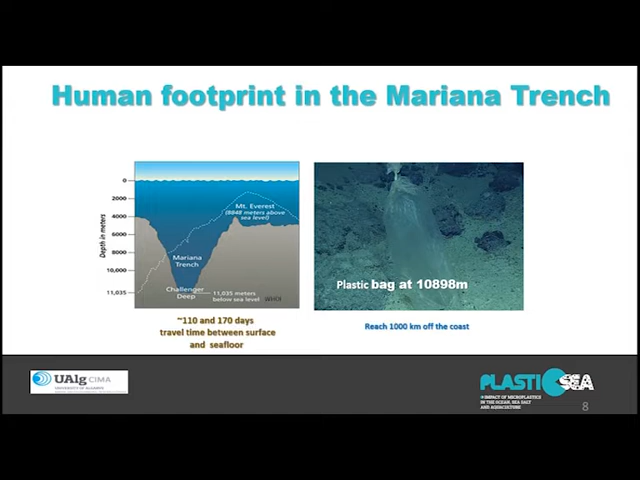 Human footprint in the Mariana Trench
0
2000
4000
6000
8000
10,000
11,035
Depth in meters
Mt. Everest
(8848 meters above
sea level)
Mariana
Trench
Challenger
Deep
11,035 meters
below sea level
WHOI
Plastic bag at 10898m
~110 and 170 days
travel time between surface
and seafloor
Reach 1000 km off the coast
UAlg CIMA
UNIVERSITY OF ALGARVE
PLASTICSEA
IMPACT OF MICROPLASTICS
IN THE OCEAN, SEA SALT
AND AQUACULTURE
8